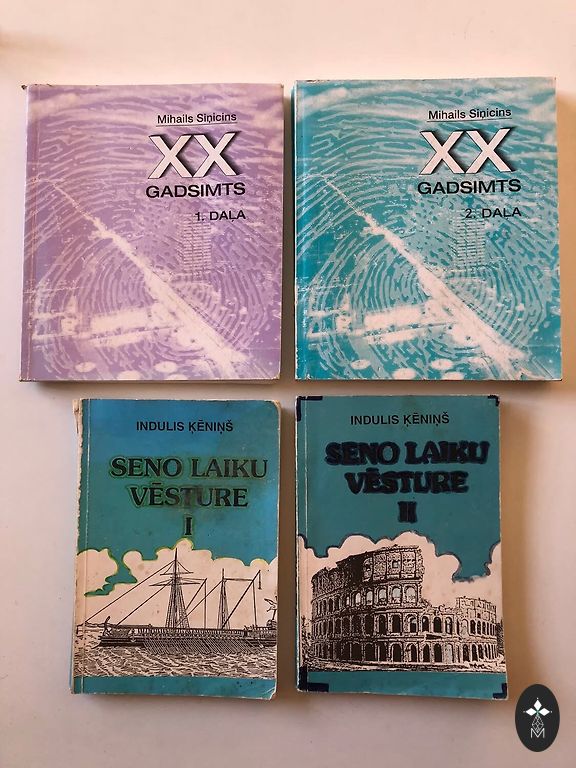 Mihails Siņicins
XX
GADSIMTS
1. DAĻA
Mihails Siņicins
XX
GADSIMTS
2. DAĻA
INDULIS ĶĒNIŅŠ
SENO LAIKU
VĒSTURE
I
INDULIS ĶĒNIŅŠ
SENO LAIKU
VĒSTURE
II
M